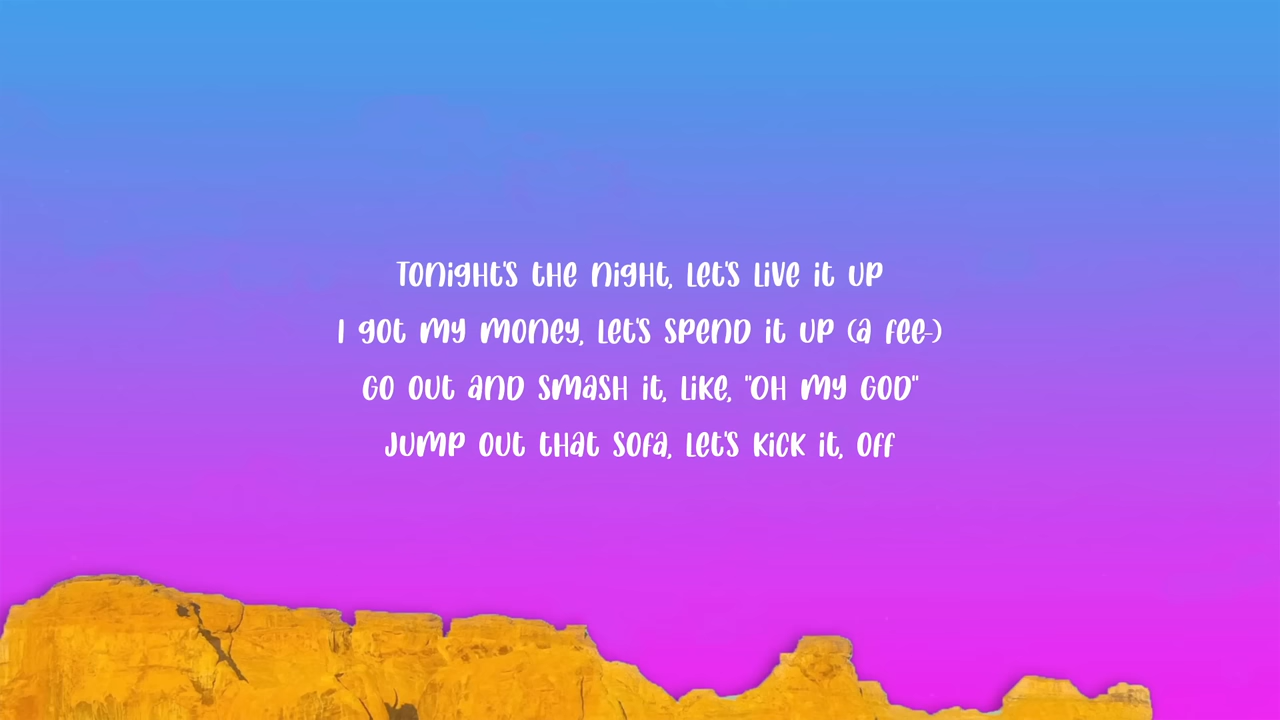 Tonight's the night, let's live it up
I got my money, let's spend it up (a fee-)
Go out and smash it, like, "Oh my God"
Jump out that sofa, let's kick it, off